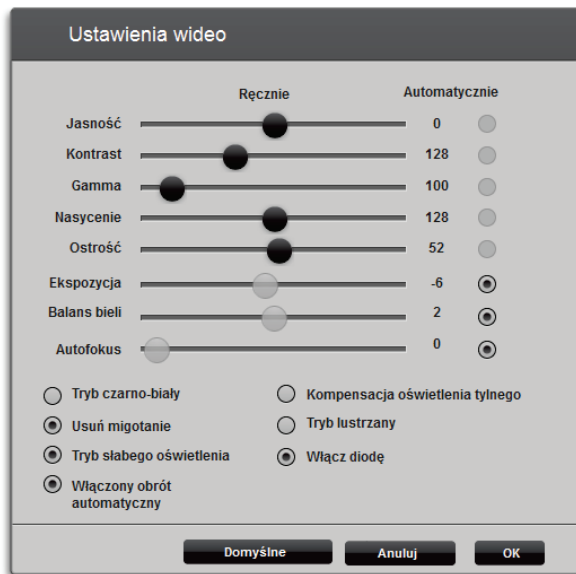 Ustawienia wideo
Ręcznie Automatycznie
Jasność 0
Kontrast 128
Gamma 100
Nasycenie 128
Ostrość 52
Ekspozycja -6
Balans bieli 2
Autofokus 0
Tryb czarno-biały
Usuń migotanie
Tryb słabego oświetlenia
Włączony obrót
automatyczny
Kompensacja oświetlenia tylnego
Tryb lustrzany
Włącz diodę
Domyślne Anuluj OK